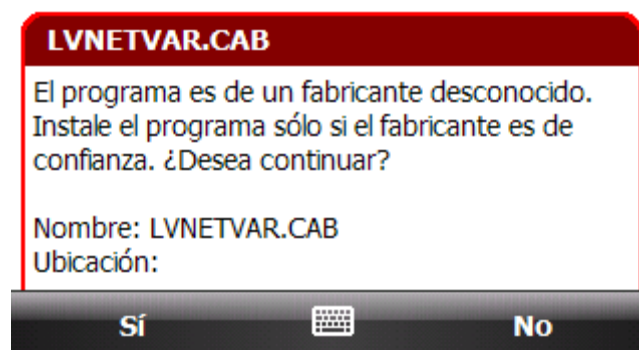 LVNETVAR.CAB
El programa es de un fabricante desconocido.
Instale el programa sólo si el fabricante es de
confianza. ¿Desea continuar?
Nombre: LVNETVAR.CAB
Ubicación:
Sí No